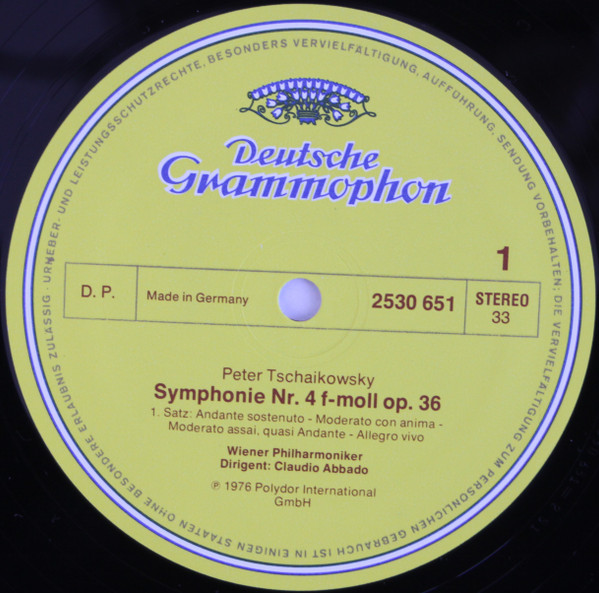 Deutsche
Grammophon
1
D. P.
Made in Germany
2530 651
STEREO
33
Peter Tschaikowsky
Symphonie Nr. 4 f-moll op. 36
1. Satz: Andante sostenuto - Moderato con anima -
Moderato assai, quasi Andante - Allegro vivo
Wiener Philharmoniker
Dirigent: Claudio Abbado
℗ 1976 Polydor International
GmbH
URHEBER- UND LEISTUNGSSCHUTZRECHTE, BESONDERS VERVIELFÄLTIGUNG, AUFFÜHRUNG, SENDUNG VORBEHALTEN; DIE VERVIELFÄLTIGUNG ZUM PERSÖNLICHEN GEBRAUCH IST IN EINIGEN STAATEN OHNE BESONDERE ERLAUBNIS ZULÄSSIG ·